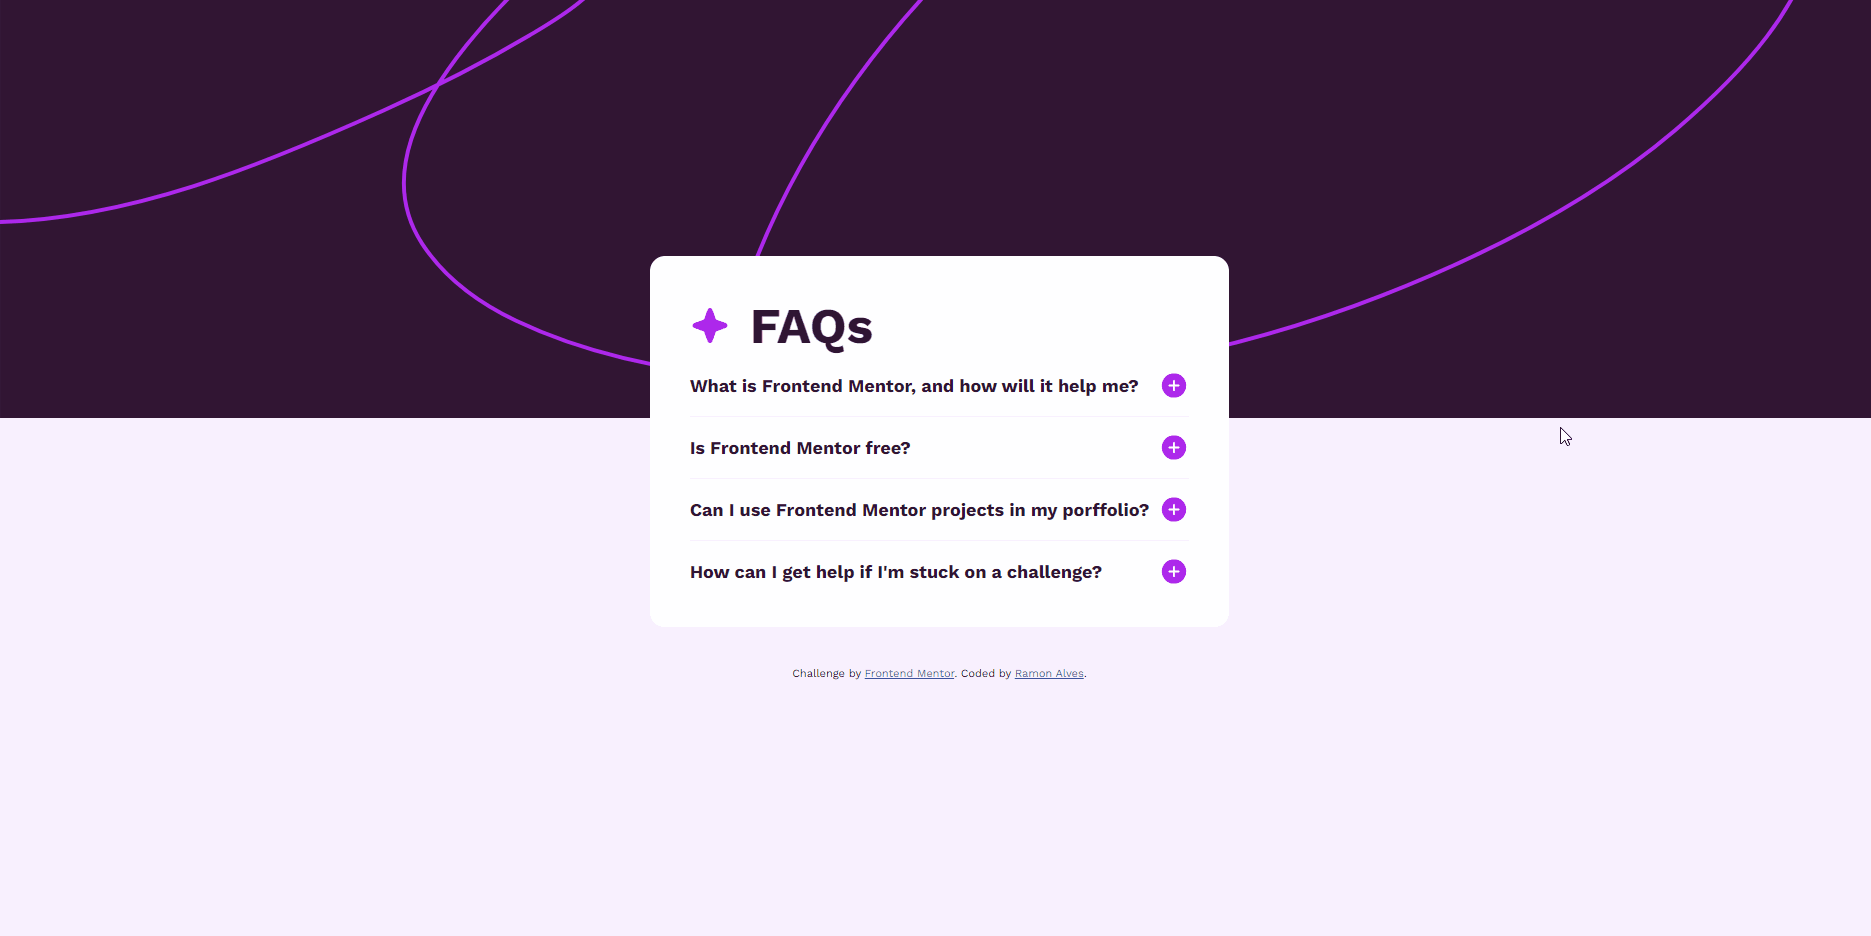 FAQs
What is Frontend Mentor, and how will it help me?
Is Frontend Mentor free?
Can I use Frontend Mentor projects in my porffolio?
How can I get help if I'm stuck on a challenge?
Challenge by Frontend Mentor. Coded by Ramon Alves.